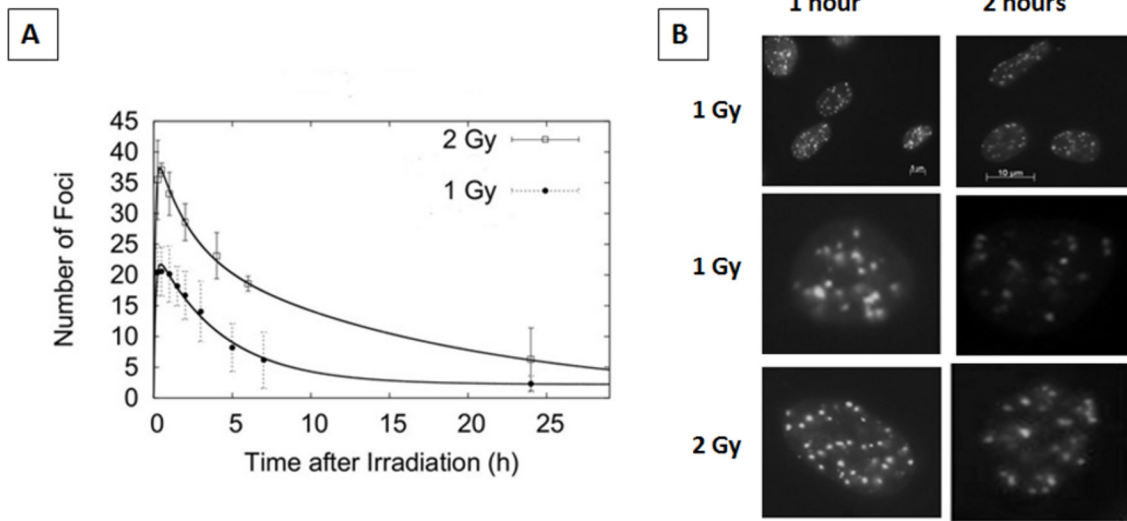 A
45
40
35
30
25
20
15
10
5
0
0 5 10 15 20 25
Number of Foci
Time after Irradiation (h)
2 Gy
1 Gy
B
1 hour 2 hours
1 Gy
10 µm
1 Gy
2 Gy